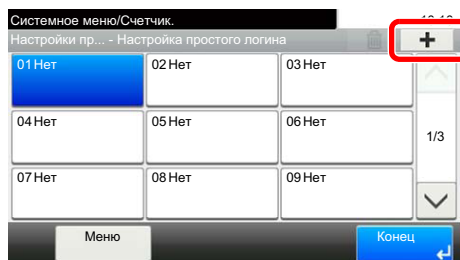 Системное меню/Счетчик.
Настройки пр... - Настройка простого логина
+
01 Нет
02 Нет
03 Нет
04 Нет
05 Нет
06 Нет
1/3
07 Нет
08 Нет
09 Нет
Меню
Конец